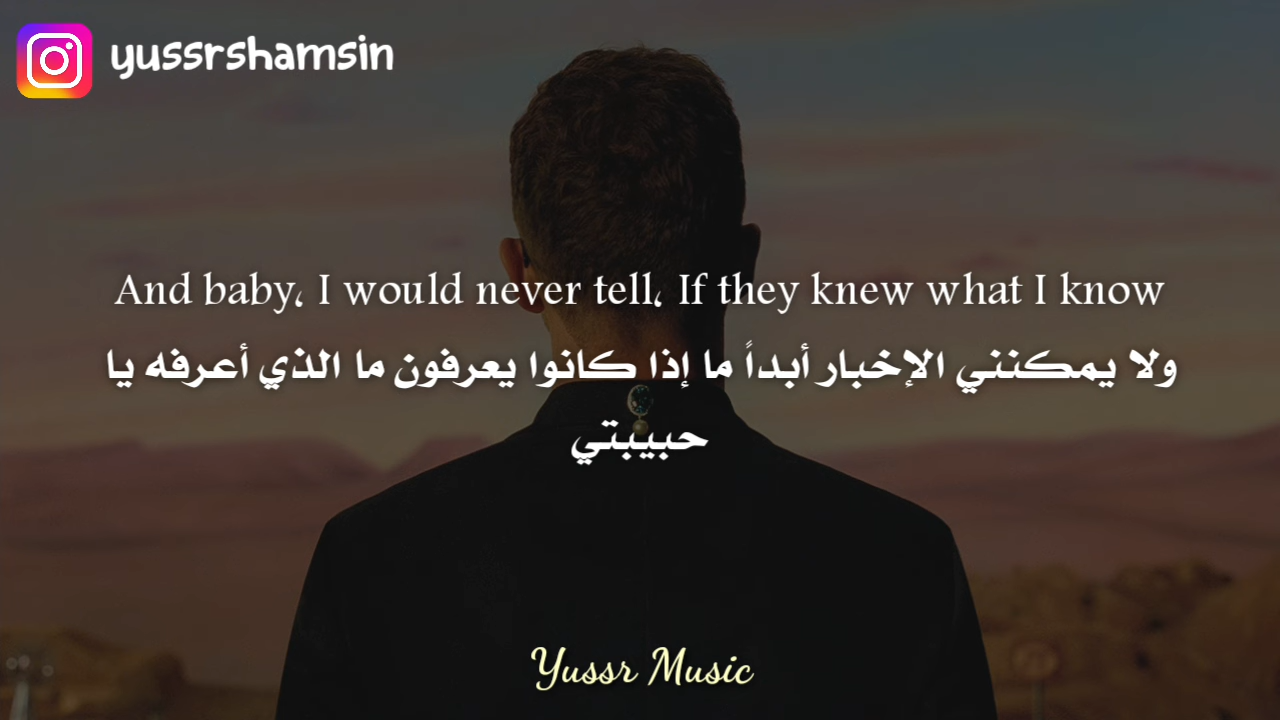 yussrshamsin
And baby، I would never tell، If they knew what I know
ولا يمكنني الإخبار أبداً ما إذا كانوا يعرفون ما الذي أعرفه يا
حبيبتي
Yussr Music